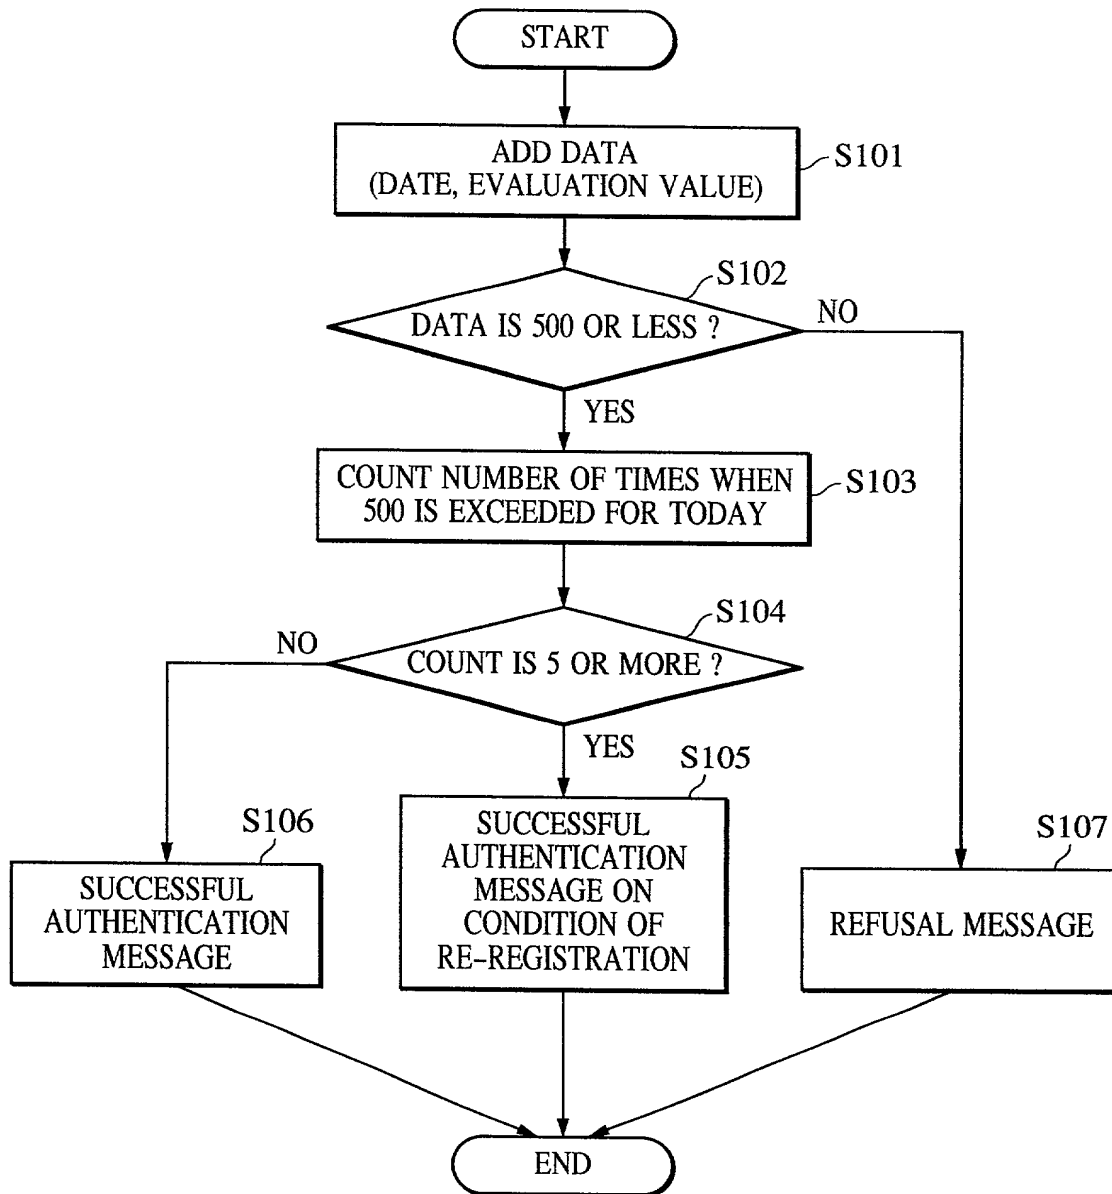 START
ADD DATA
(DATE, EVALUATION VALUE)
S101
S102
DATA IS 500 OR LESS ?
NO
YES
COUNT NUMBER OF TIMES WHEN
500 IS EXCEEDED FOR TODAY
S103
S104
NO
COUNT IS 5 OR MORE ?
YES
S106
SUCCESSFUL
AUTHENTICATION
MESSAGE
S105
SUCCESSFUL
AUTHENTICATION
MESSAGE ON
CONDITION OF
RE-REGISTRATION
S107
REFUSAL MESSAGE
END